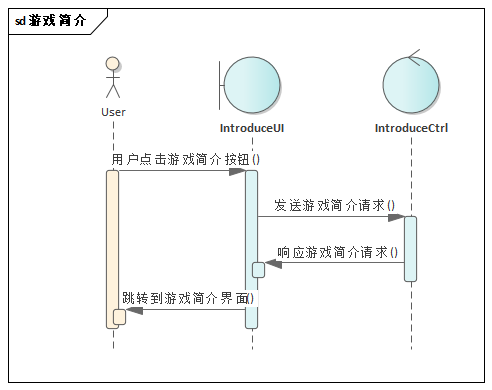 sd 游戏简介
User
IntroduceUI
IntroduceCtrl
用户点击游戏简介按钮()
发送游戏简介请求()
响应游戏简介请求()
跳转到游戏简介界面()